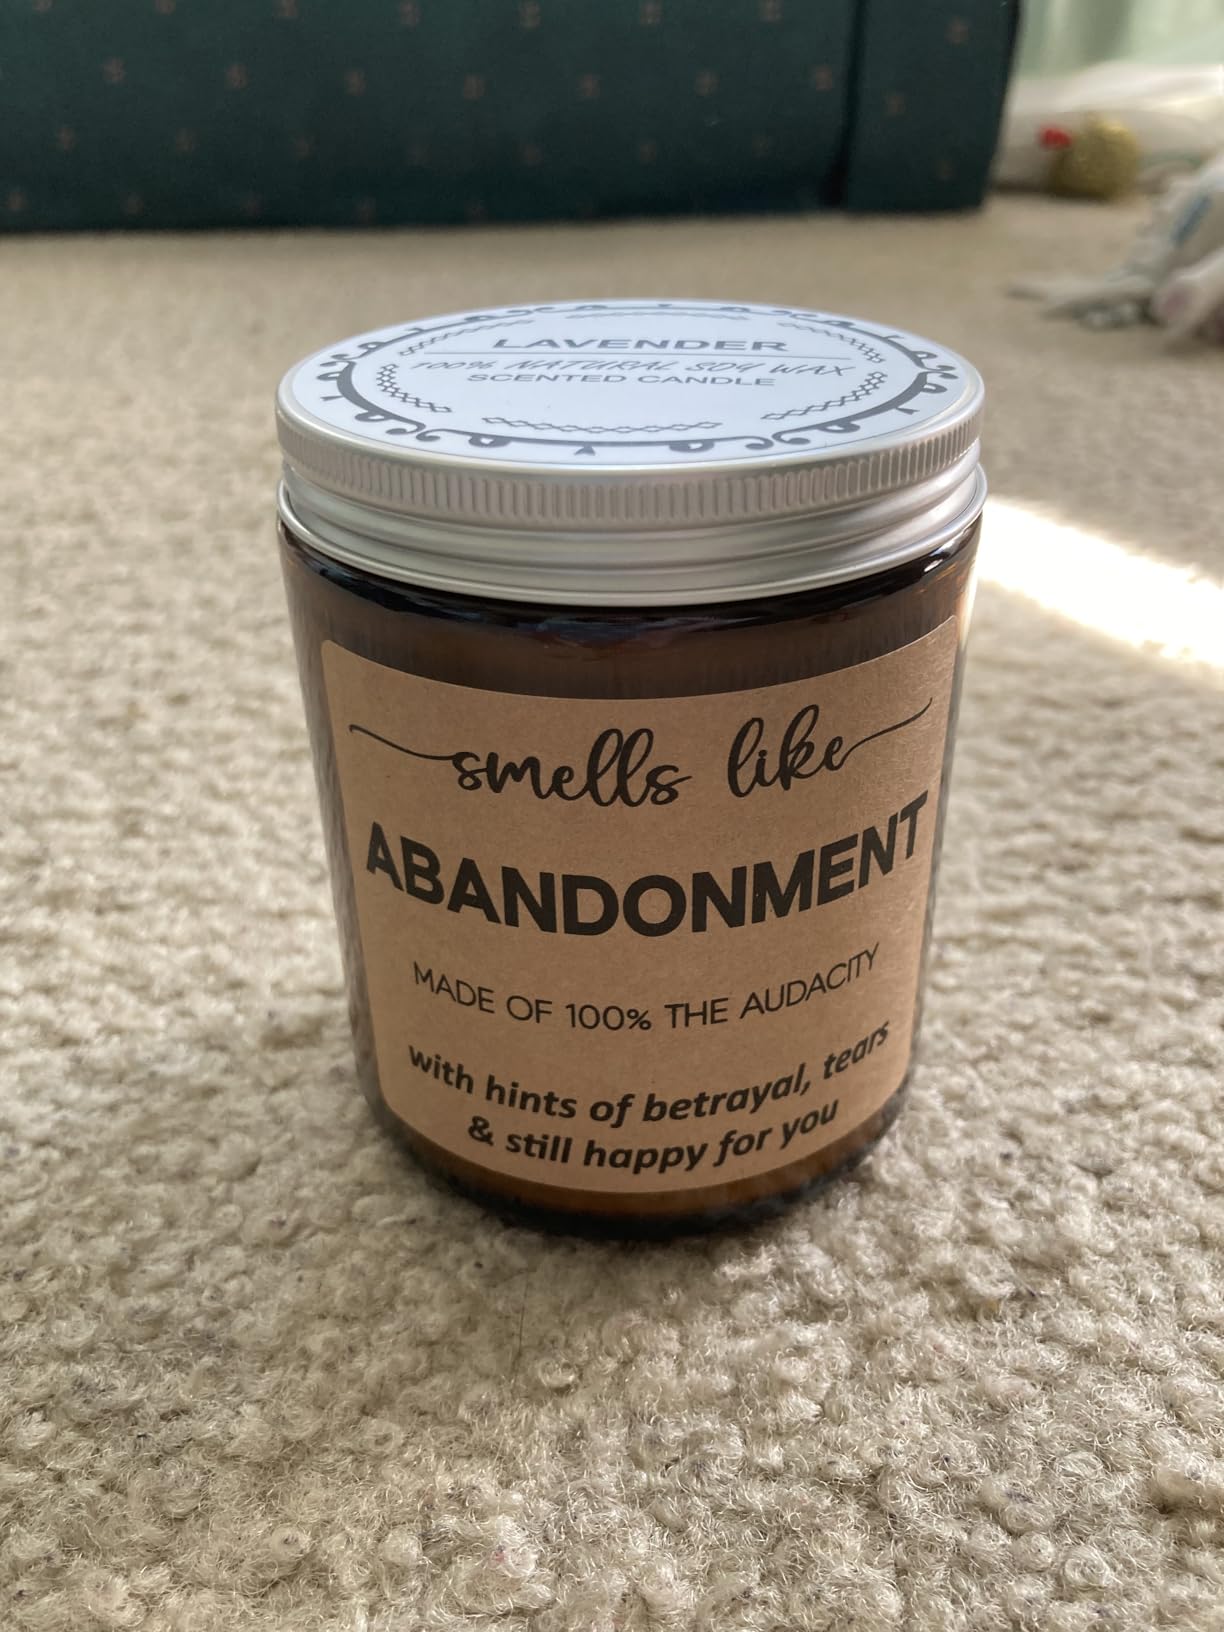 LAVENDER
100% NATURAL SOY WAX
SCENTED CANDLE
smells like
ABANDONMENT
MADE OF 100% THE AUDACITY
with hints of betrayal, tears
& still happy for you